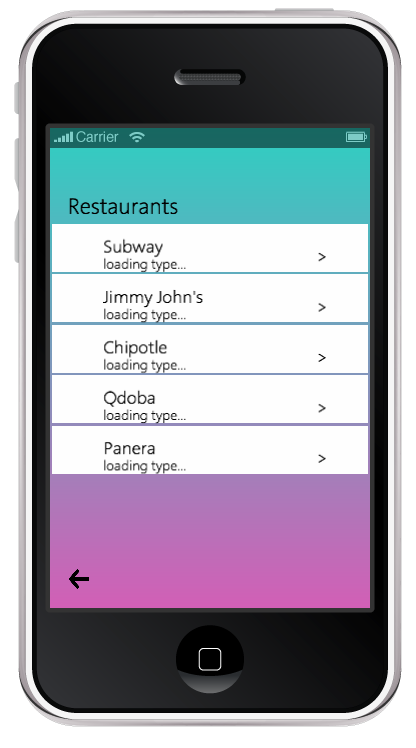 Carrier
Restaurants
Subway
loading type...
>
Jimmy John's
loading type...
>
Chipotle
loading type...
>
Qdoba
loading type...
>
Panera
loading type...
>